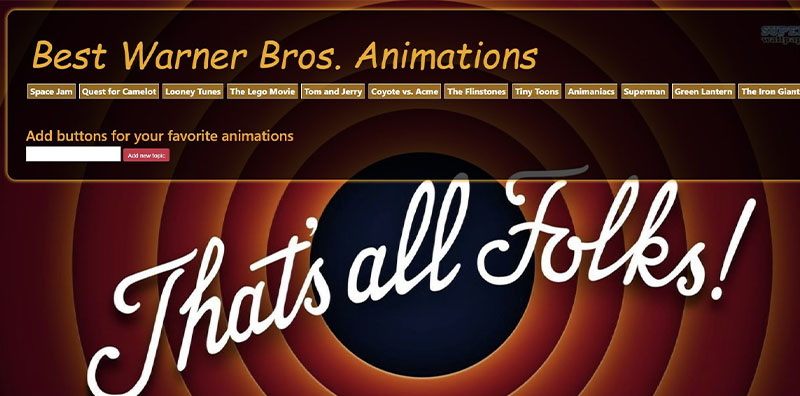 Best Warner Bros. Animations
Space Jam Quest for Camelot Looney Tunes The Lego Movie Tom and Jerry Coyote vs. Acme The Flinstones Tiny Toons Animaniacs Superman Green Lantern The Iron Giant
Add buttons for your favorite animations
Add new topic
That's all Folks!